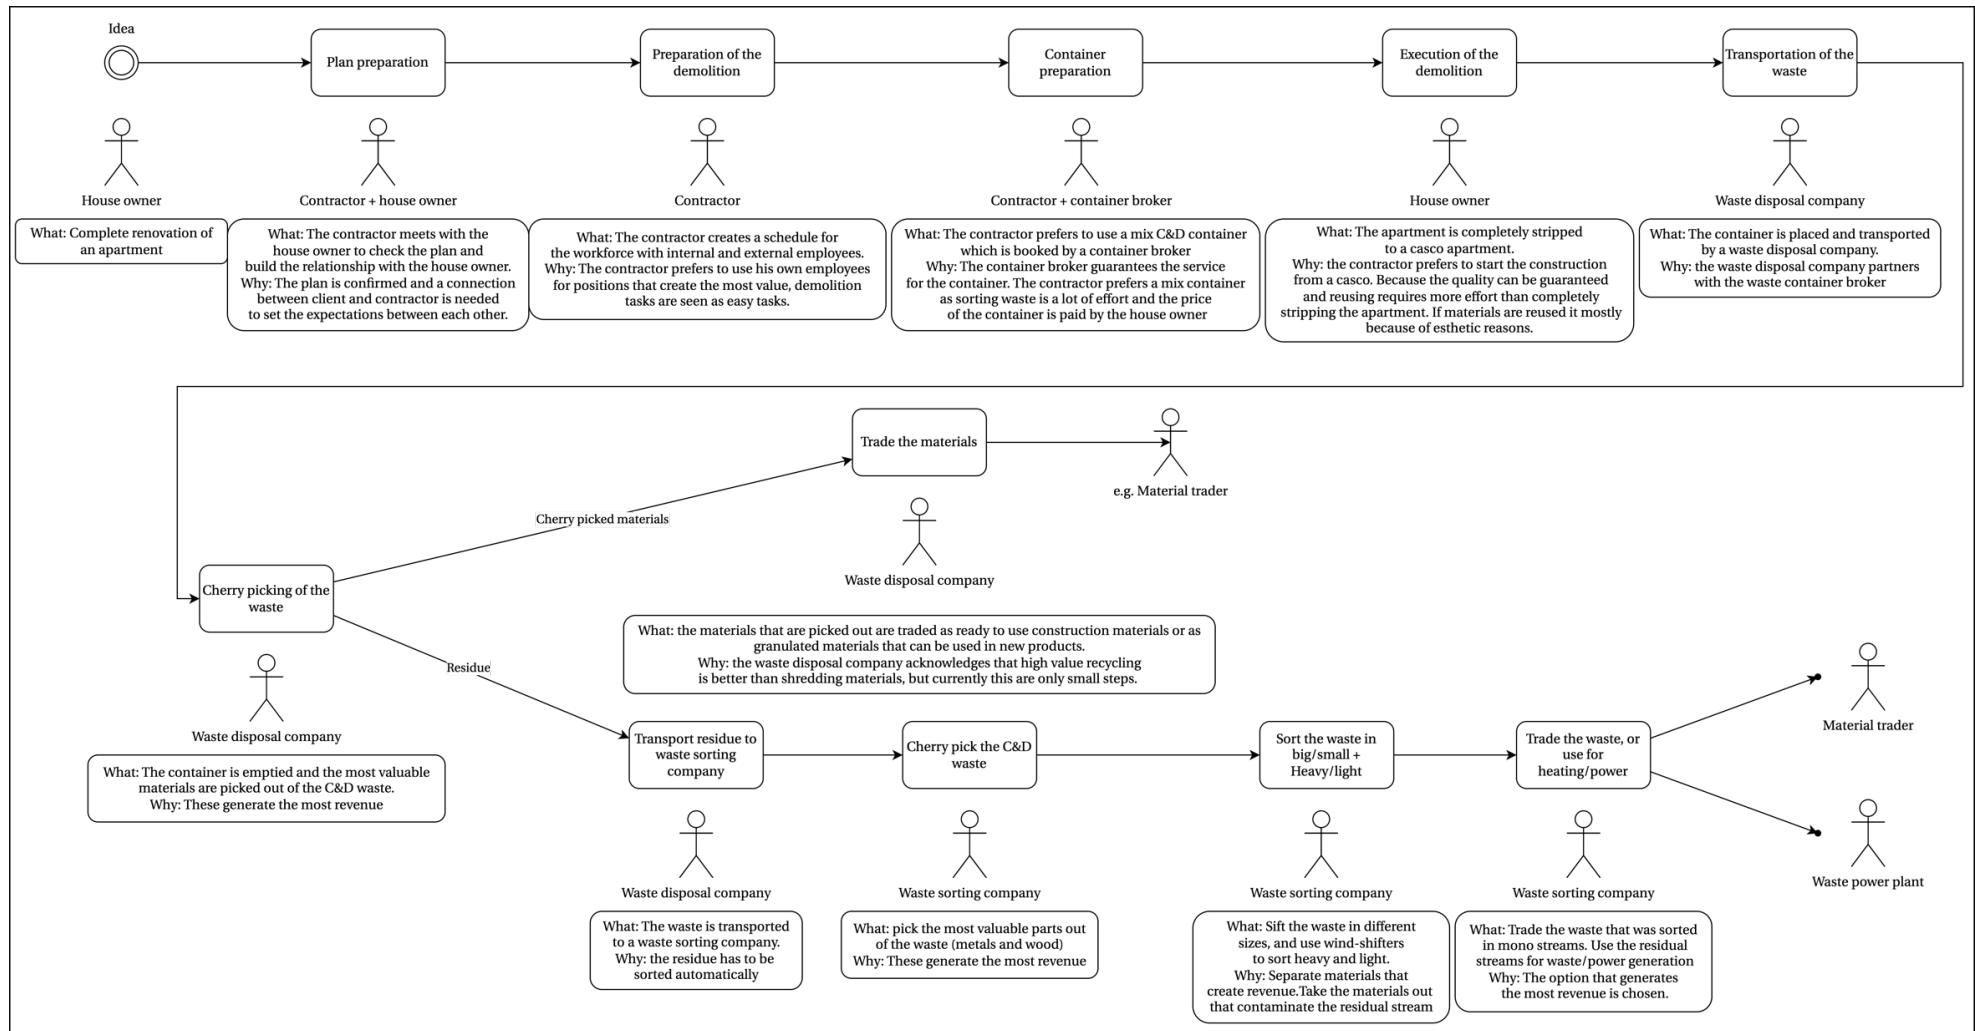 Idea
Plan preparation
Preparation of the
demolition
Container
preparation
Execution of the
demolition
Transportation of the
waste
House owner
Contractor + house owner
Contractor
Contractor + container broker
House owner
Waste disposal company
What: Complete renovation of
an apartment
What: The contractor meets with the
house owner to check the plan and
build the relationship with the house owner.
Why: The plan is confirmed and a connection
between client and contractor is needed
to set the expectations between each other.
What: The contractor creates a schedule for
the workforce with internal and external employees.
Why: The contractor prefers to use his own employees
for positions that create the most value, demolition
tasks are seen as easy tasks.
What: The contractor prefers to use a mix C&D container
which is booked by a container broker
Why: The container broker guarantees the service
for the container. The contractor prefers a mix container
as sorting waste is a lot of effort and the price
of the container is paid by the house owner
What: The apartment is completely stripped
to a casco apartment.
Why: the contractor prefers to start the construction
from a casco. Because the quality can be guaranteed
and reusing requires more effort than completely
stripping the apartment. If materials are reused it mostly
because of esthetic reasons.
What: The container is placed and transported
by a waste disposal company.
Why: the waste disposal company partners
with the waste container broker
Trade the materials
e.g. Material trader
Cherry picked materials
Waste disposal company
Cherry picking of the
waste
What: the materials that are picked out are traded as ready to use construction materials or as
granulated materials that can be used in new products.
Why: the waste disposal company acknowledges that high value recycling
is better than shredding materials, but currently this are only small steps.
Residue
Waste disposal company
What: The container is emptied and the most valuable
materials are picked out of the C&D waste.
Why: These generate the most revenue
Transport residue to
waste sorting
company
Cherry pick the C&D
waste
Sort the waste in
big/small +
Heavy/light
Trade the waste, or
use for
heating/power
Material trader
Waste power plant
Waste disposal company
Waste sorting company
Waste sorting company
Waste sorting company
What: The waste is transported
to a waste sorting company.
Why: the residue has to be
sorted automatically
What: pick the most valuable parts out
of the waste (metals and wood)
Why: These generate the most revenue
What: Sift the waste in different
sizes, and use wind-shifters
to sort heavy and light.
Why: Separate materials that
create revenue.Take the materials out
that contaminate the residual stream
What: Trade the waste that was sorted
in mono streams. Use the residual
streams for waste/power generation
Why: The option that generates
the most revenue is chosen.